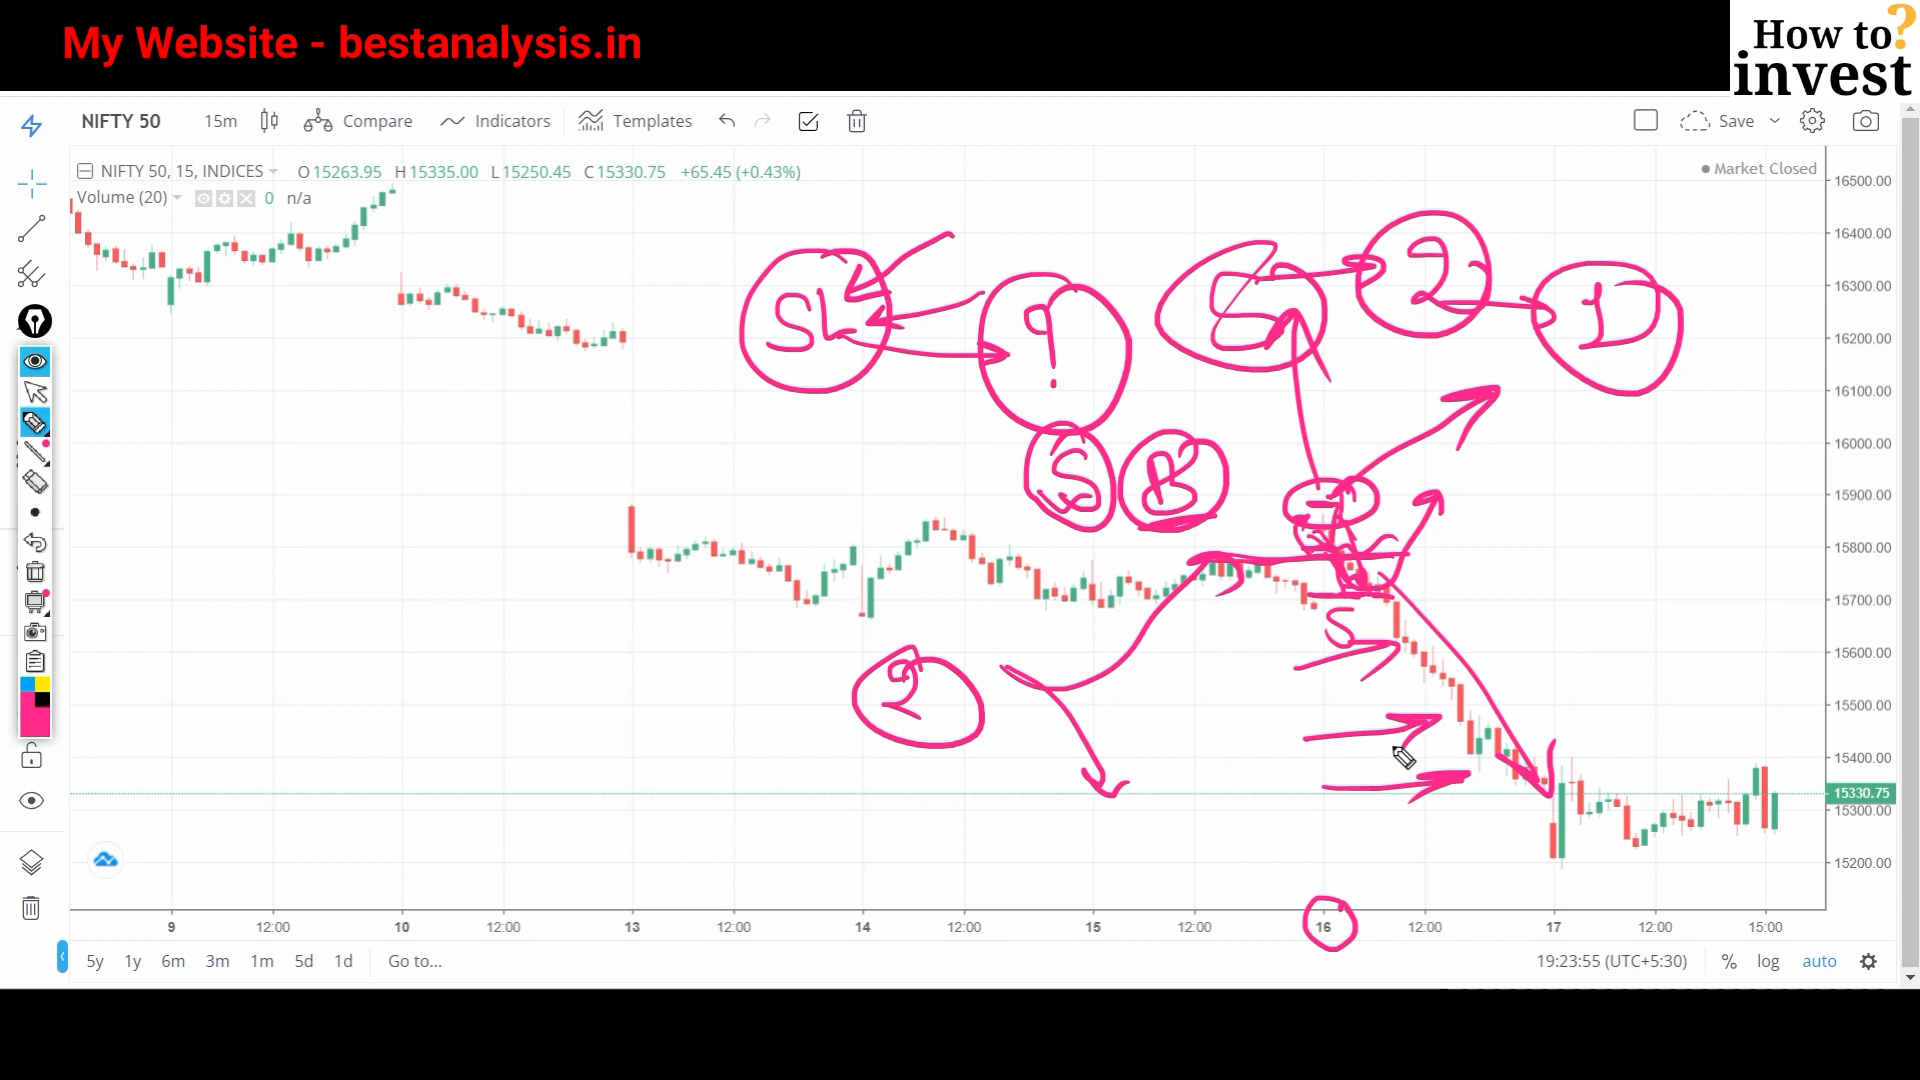 My Website - bestanalysis.in
How to?
invest
NIFTY 50 15m Compare Indicators Templates Save
NIFTY 50, 15, INDICES O15263.95 H15335.00 L15250.45 C15330.75 +65.45 (+0.43%)
Market Closed
Volume (20) 0 n/a
16500.00
16400.00
16300.00
16200.00
16100.00
16000.00
15900.00
15800.00
15700.00
15600.00
15500.00
15400.00
15330.75
15300.00
15200.00
SL
?
2
1
S
B
S
2
9 12:00 10 12:00 13 12:00 14 12:00 15 12:00 16 12:00 17 12:00 15:00
5y 1y 6m 3m 1m 5d 1d Go to... 19:23:55 (UTC+5:30) % log auto